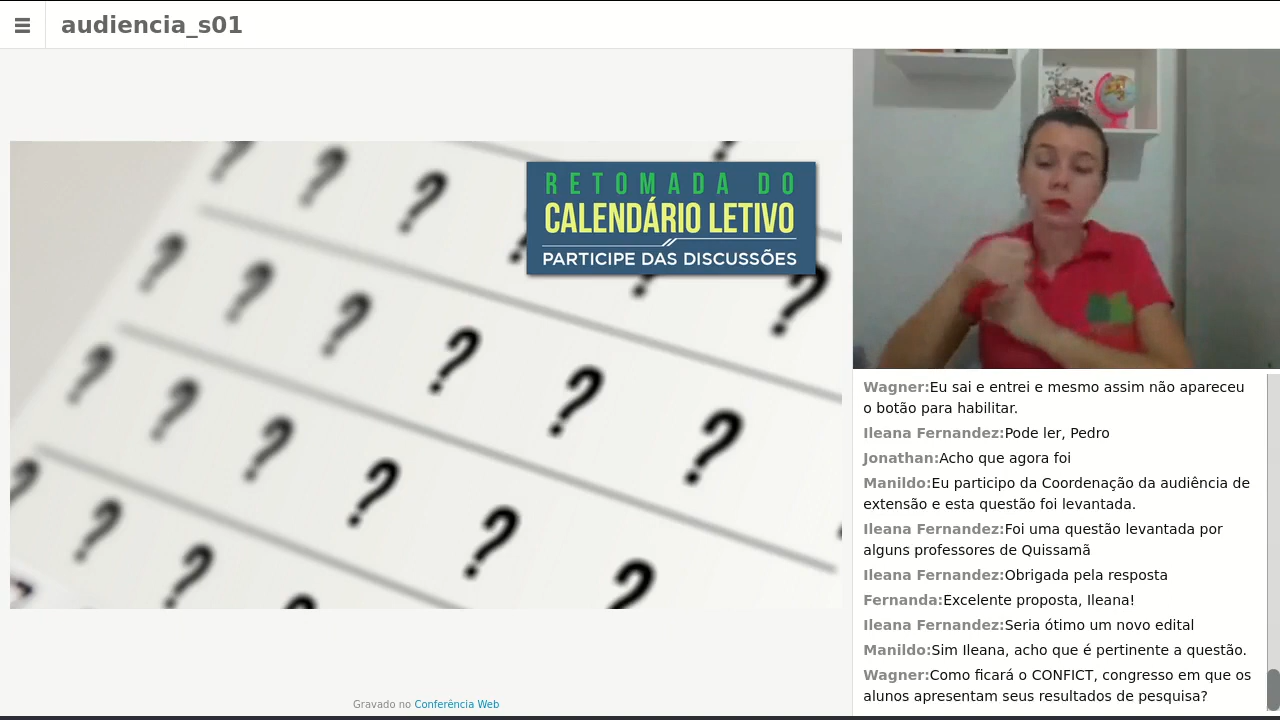 audiencia_s01
RETOMADA DO
CALENDÁRIO LETIVO
PARTICIPE DAS DISCUSSÕES
? ? ? ?
? ? ? ? ? ?
? ? ? ? ? ?
? ? ? ? ? ?
Gravado no Conferência Web
Wagner:Eu sai e entrei e mesmo assim não apareceu
o botão para habilitar.
Ileana Fernandez:Pode ler, Pedro
Jonathan:Acho que agora foi
Manildo:Eu participo da Coordenação da audiência de
extensão e esta questão foi levantada.
Ileana Fernandez:Foi uma questão levantada por
alguns professores de Quissamã
Ileana Fernandez:Obrigada pela resposta
Fernanda:Excelente proposta, Ileana!
Ileana Fernandez:Seria ótimo um novo edital
Manildo:Sim Ileana, acho que é pertinente a questão.
Wagner:Como ficará o CONFICT, congresso em que os
alunos apresentam seus resultados de pesquisa?